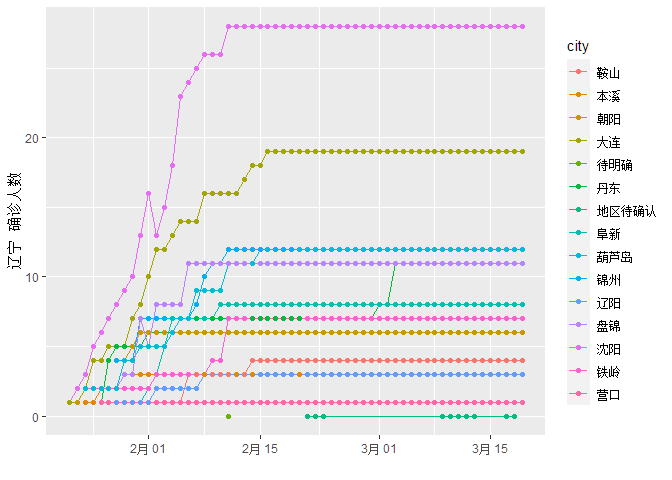 city
鞍山
本溪
朝阳
大连
待明确
丹东
地区待确认
阜新
葫芦岛
锦州
辽阳
盘锦
沈阳
铁岭
营口
辽宁 确诊人数
20
10
0
2月 01
2月 15
3月 01
3月 15